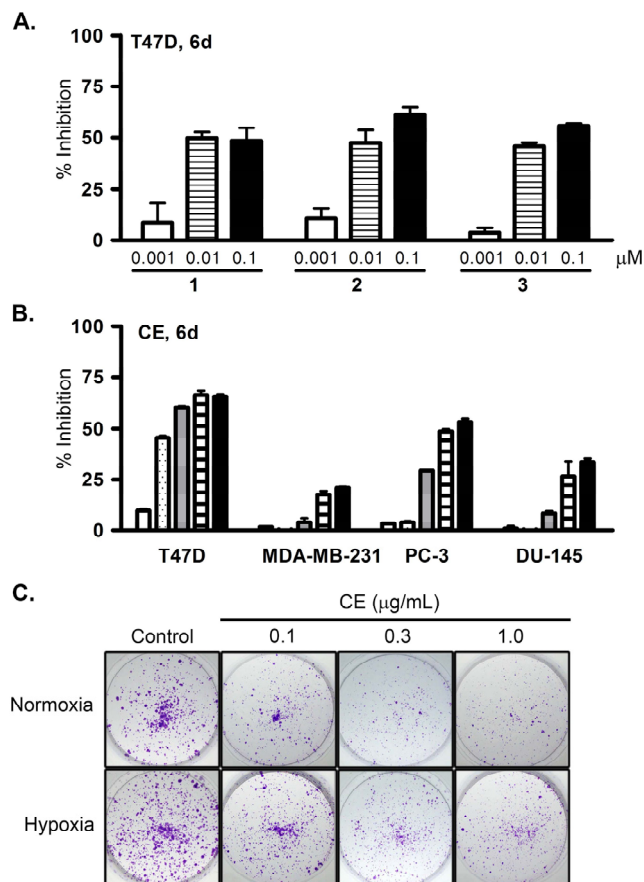 A.
T47D, 6d
100
75
50
25
0
% Inhibition
0.001 0.01 0.1 0.001 0.01 0.1 0.001 0.01 0.1 μM
1 2 3
B.
CE, 6d
100
75
50
25
0
% Inhibition
T47D MDA-MB-231 PC-3 DU-145
C.
CE (μg/mL)
Control 0.1 0.3 1.0
Normoxia
Hypoxia